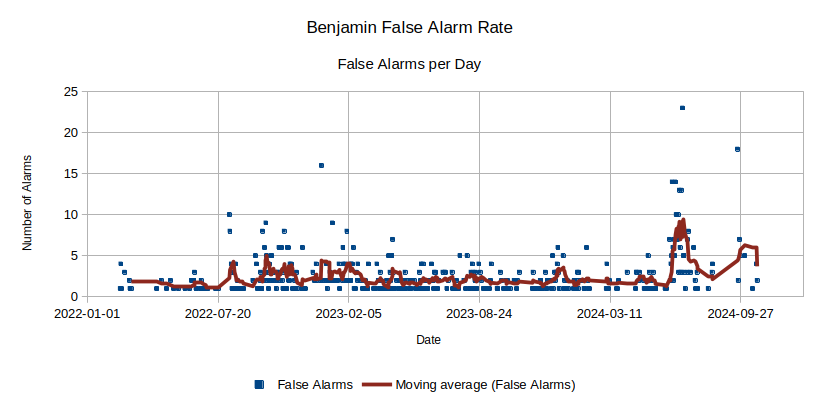 Benjamin False Alarm Rate
False Alarms per Day
25
20
15
10
5
0
Number of Alarms
2022-01-01 2022-07-20 2023-02-05 2023-08-24 2024-03-11 2024-09-27
Date
False Alarms Moving average (False Alarms)